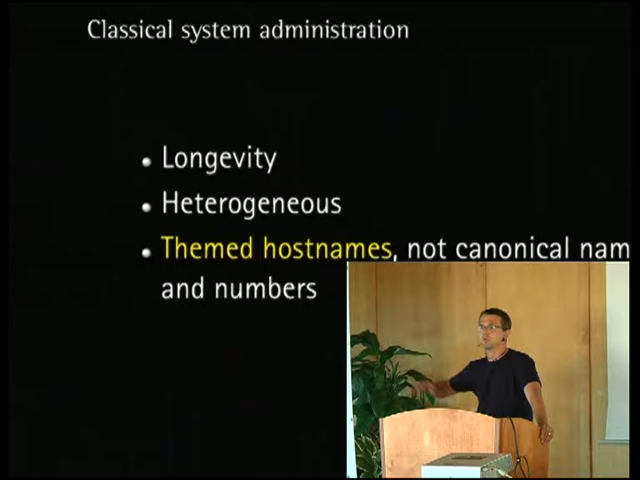 Classical system administration
Longevity
Heterogeneous
Themed hostnames, not canonical nam
and numbers